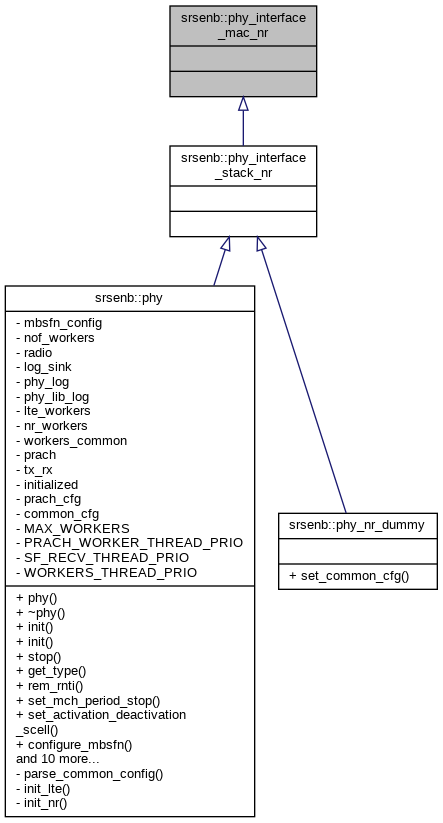 srsenb::phy_interface
_mac_nr
srsenb::phy_interface
_stack_nr
srsenb::phy
- mbsfn_config
- nof_workers
- radio
- log_sink
- phy_log
- phy_lib_log
- lte_workers
- nr_workers
- workers_common
- prach
- tx_rx
- initialized
- prach_cfg
- common_cfg
- MAX_WORKERS
- PRACH_WORKER_THREAD_PRIO
- SF_RECV_THREAD_PRIO
- WORKERS_THREAD_PRIO
+ phy()
+ ~phy()
+ init()
+ init()
+ stop()
+ get_type()
+ rem_rnti()
+ set_mch_period_stop()
+ set_activation_deactivation
_scell()
+ configure_mbsfn()
and 10 more...
- parse_common_config()
- init_lte()
- init_nr()
srsenb::phy_nr_dummy
+ set_common_cfg()